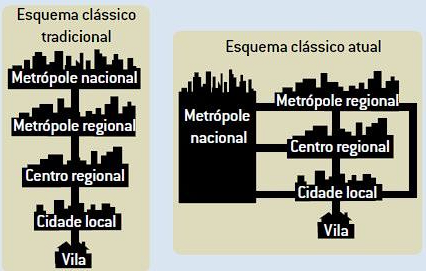 Esquema clássico
tradicional
Metrópole nacional
Metrópole regional
Centro regional
Cidade local
Vila
Esquema clássico atual
Metrópole
nacional
Metrópole regional
Centro regional
Cidade local
Vila